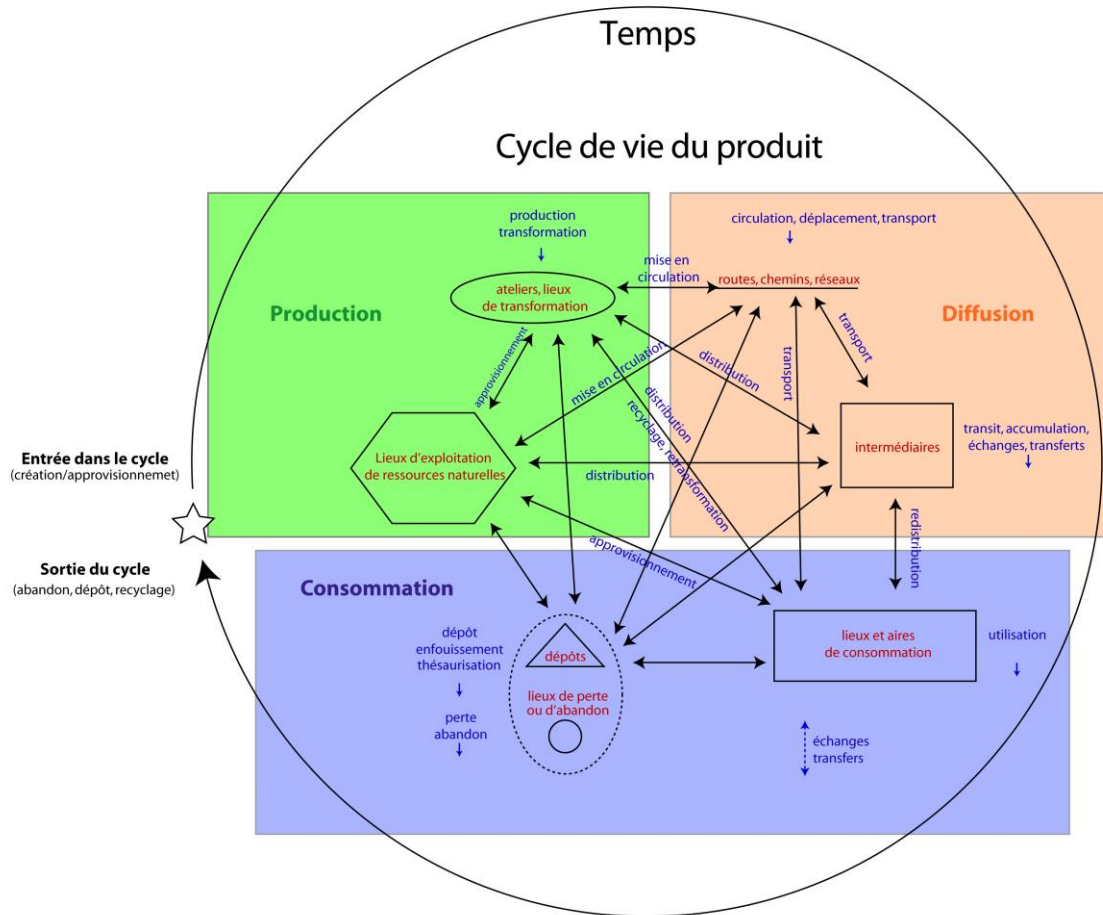 Temps
Cycle de vie du produit
production
transformation
circulation, déplacement, transport
mise en
circulation
ateliers, lieux
de transformation
routes, chemins, réseaux
Production
Diffusion
approvisionnement
mise en circulation
distribution
transport
transport
distribution
recyclage, retransformation
Lieux d'exploitation
de ressources naturelles
intermédiaires
transit, accumulation,
échanges, transferts
distribution
Entrée dans le cycle
(création/approvisionnemet)
Sortie du cycle
(abandon, dépôt, recyclage)
approvisionnement
redistribution
Consommation
dépôt
enfouissement
thésaurisation
perte
abandon
dépôts
lieux de perte
ou d'abandon
lieux et aires
de consommation
utilisation
échanges
transfers